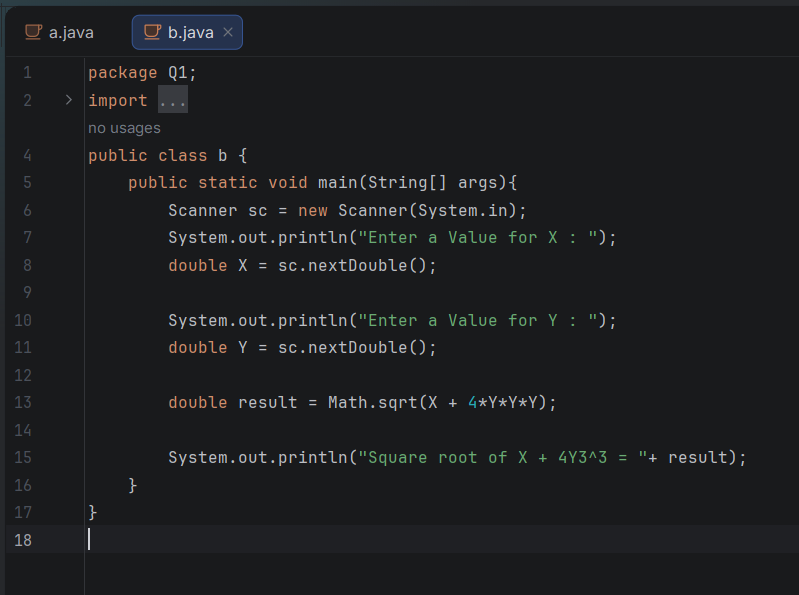 a.java b.java ×
1 package Q1;
2 > import ...
no usages
4 public class b {
5     public static void main(String[] args){
6         Scanner sc = new Scanner(System.in);
7         System.out.println("Enter a Value for X : ");
8         double X = sc.nextDouble();
9
10         System.out.println("Enter a Value for Y : ");
11         double Y = sc.nextDouble();
12
13         double result = Math.sqrt(X + 4*Y*Y*Y);
14
15         System.out.println("Square root of X + 4Y3^3 = "+ result);
16     }
17 }
18